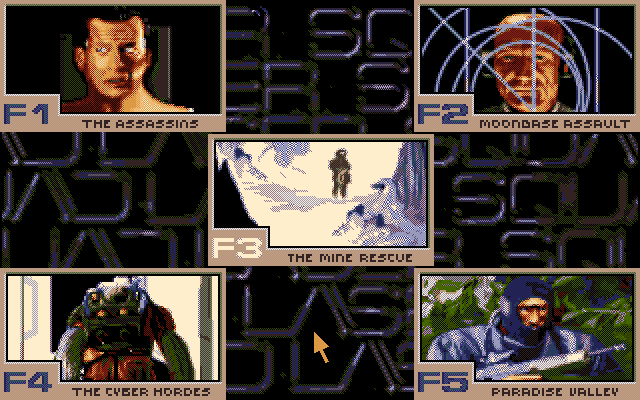 F1
THE ASSASSINS
F2
MOONBASE ASSAULT
F3
THE MINE RESCUE
F4
THE CYBER HORDES
F5
PARADISE VALLEY